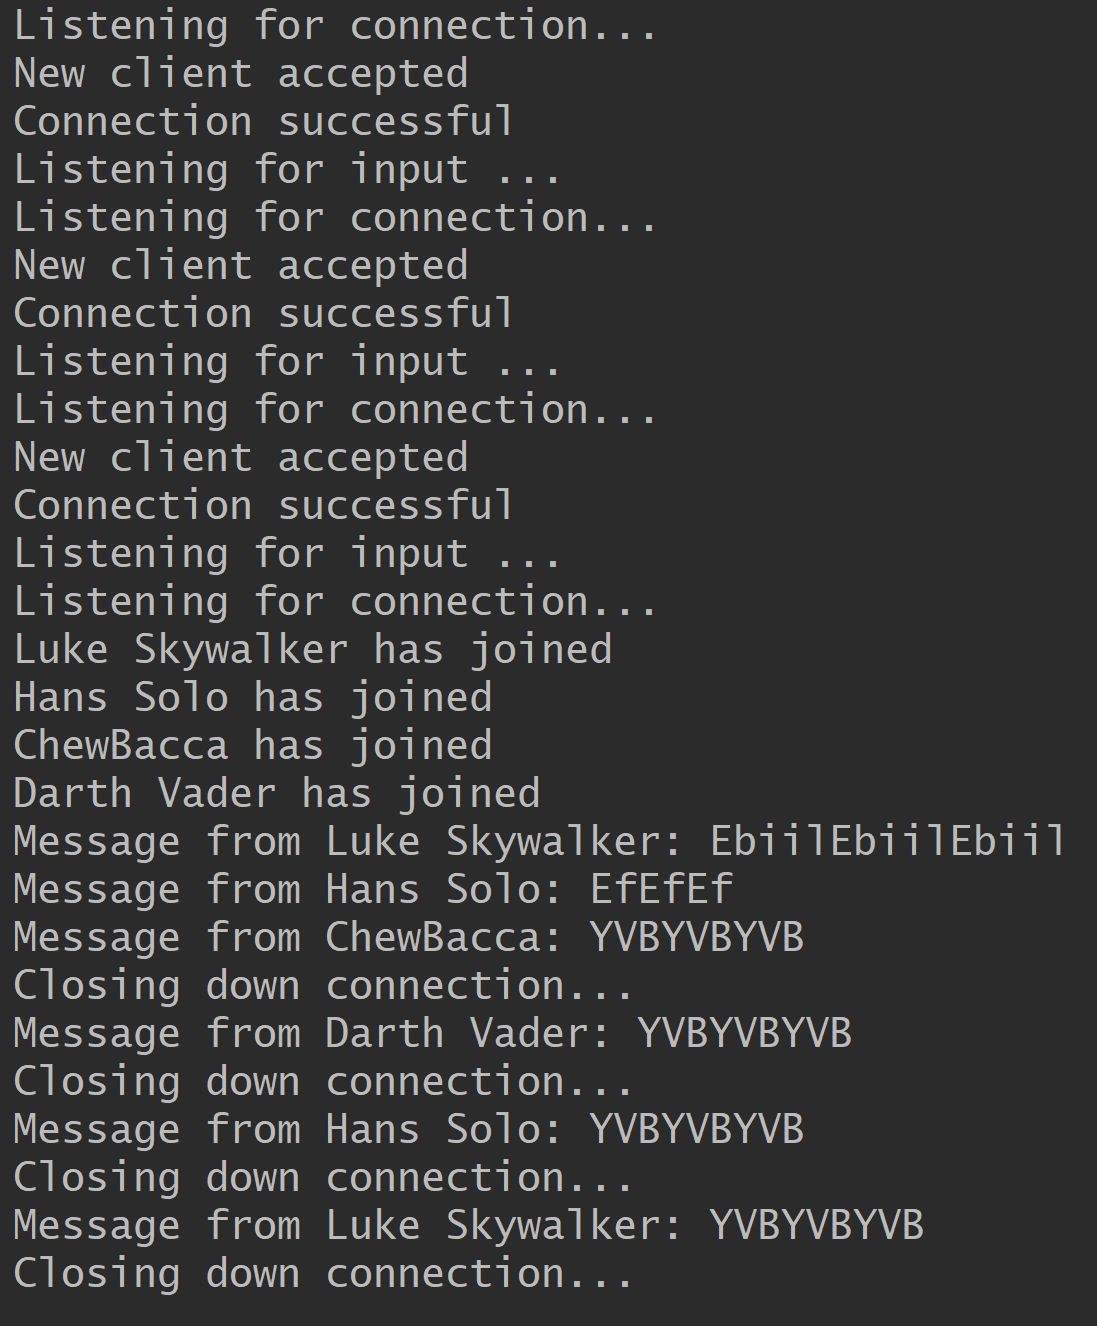 Listening for connection...
New client accepted
Connection successful
Listening for input ...
Listening for connection...
New client accepted
Connection successful
Listening for input ...
Listening for connection...
New client accepted
Connection successful
Listening for input ...
Listening for connection...
Luke Skywalker has joined
Hans Solo has joined
ChewBacca has joined
Darth Vader has joined
Message from Luke Skywalker: EbiilEbiilEbiil
Message from Hans Solo: EfEfEf
Message from ChewBacca: YVBYVBYVB
Closing down connection...
Message from Darth Vader: YVBYVBYVB
Closing down connection...
Message from Hans Solo: YVBYVBYVB
Closing down connection...
Message from Luke Skywalker: YVBYVBYVB
Closing down connection...